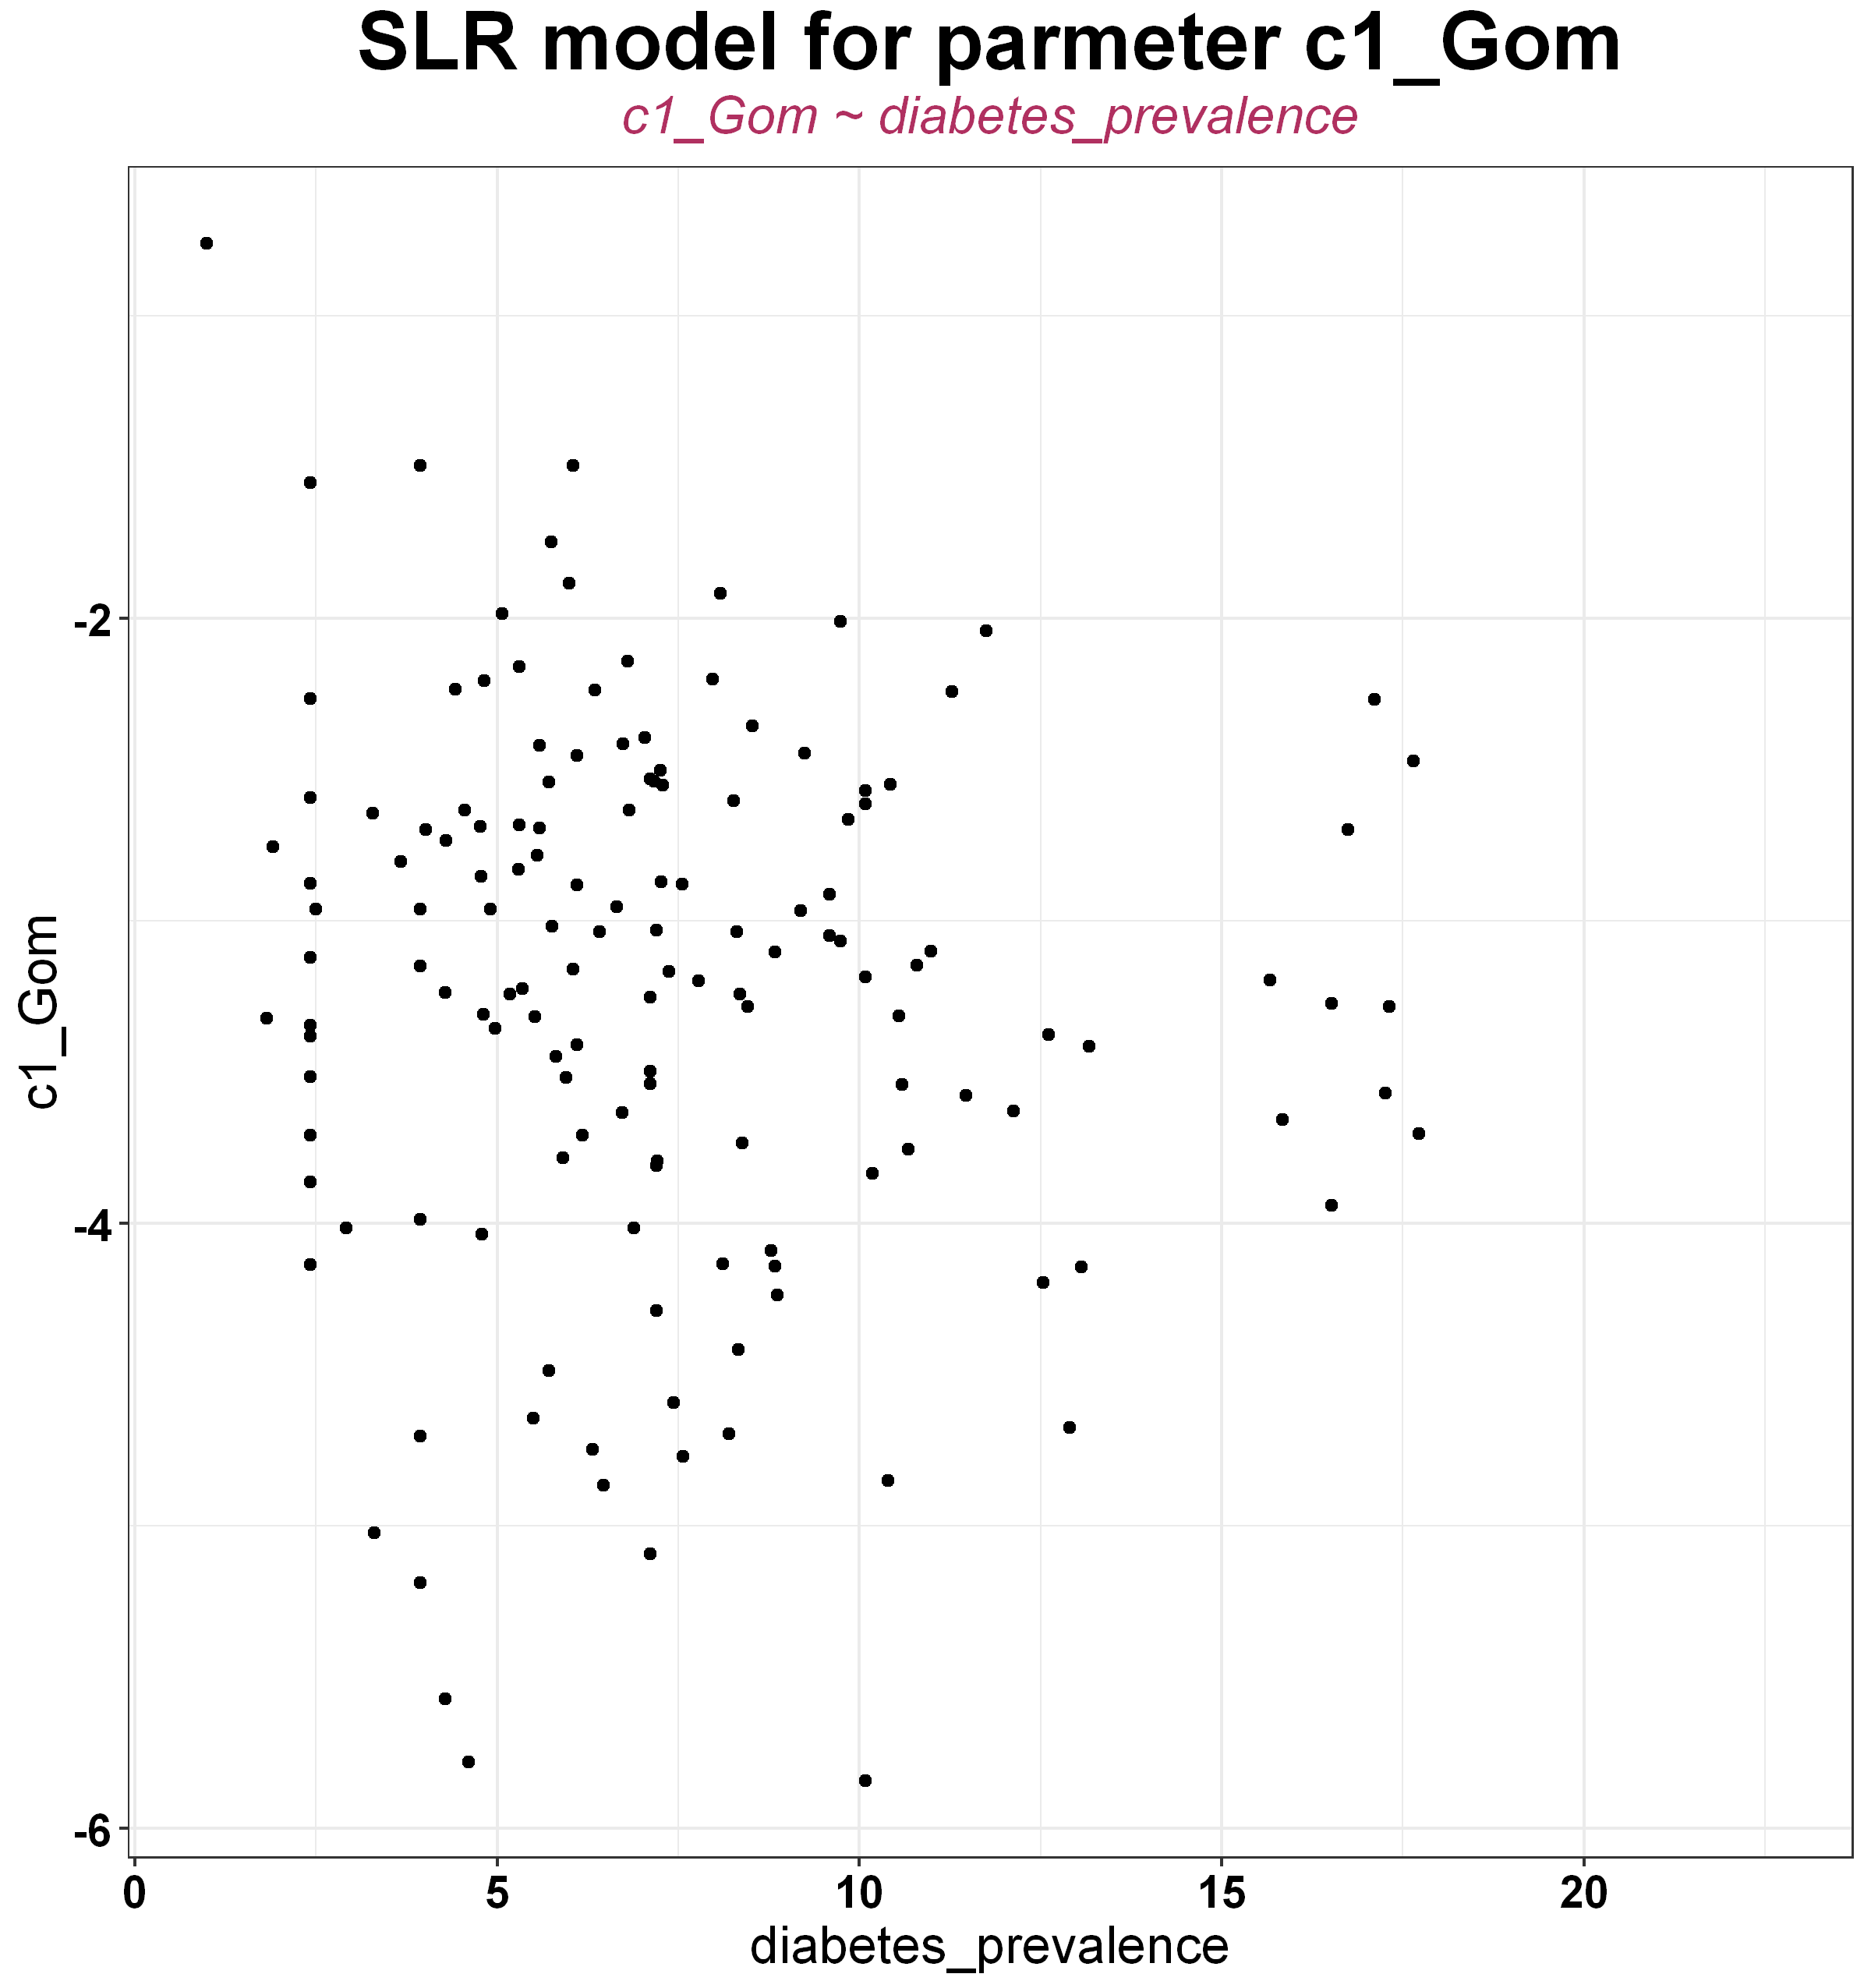 SLR model for parmeter c1_Gom
c1_Gom ~ diabetes_prevalence
c1_Gom
-2
-4
-6
0 5 10 15 20
diabetes_prevalence